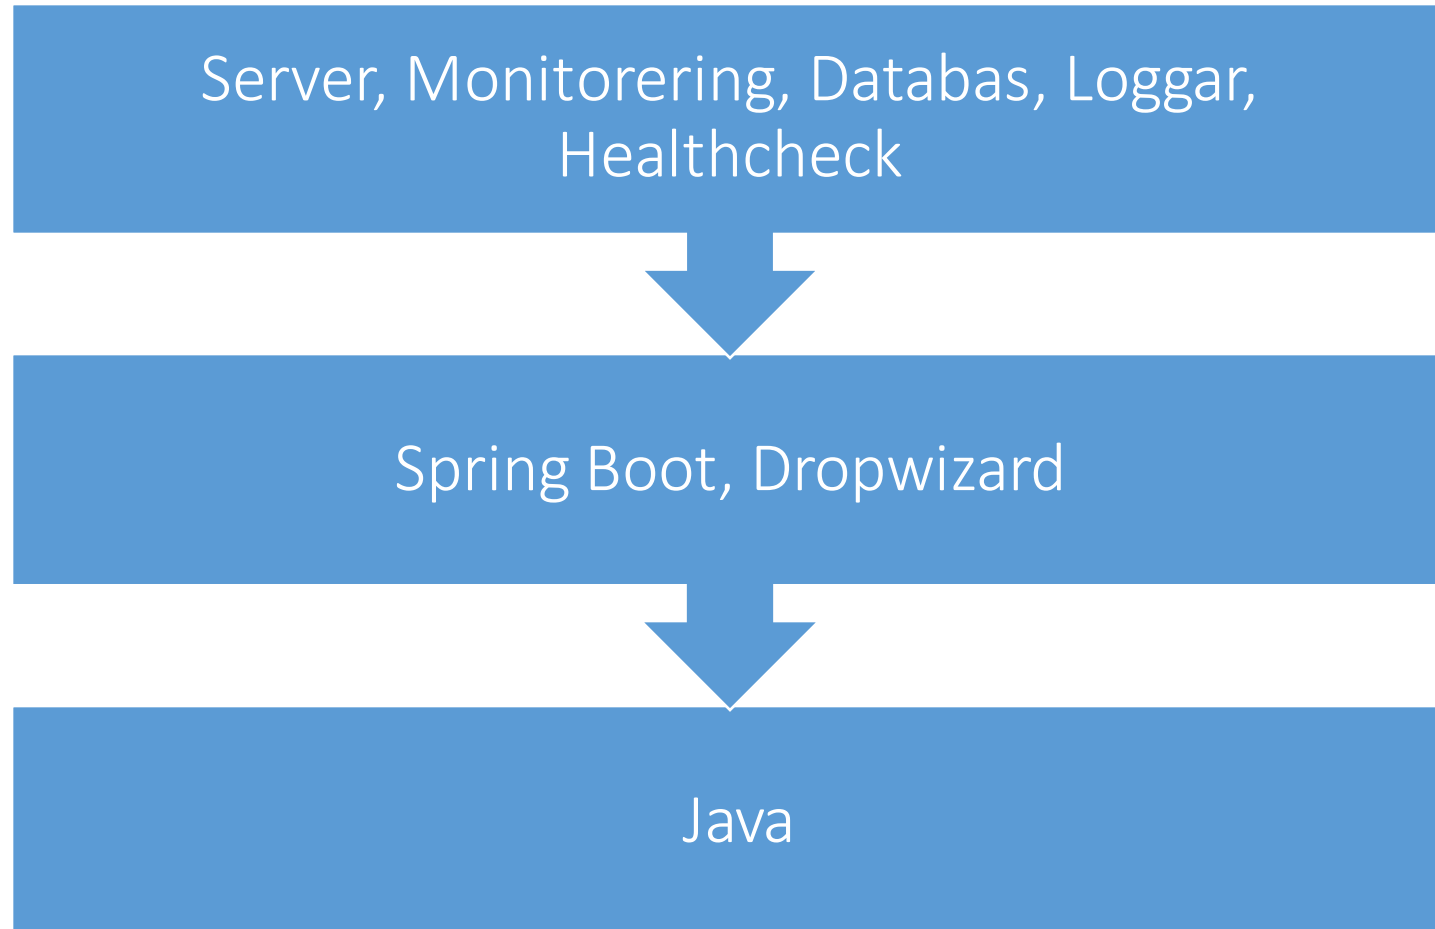 Server, Monitorering, Databas, Loggar,
Healthcheck
Spring Boot, Dropwizard
Java